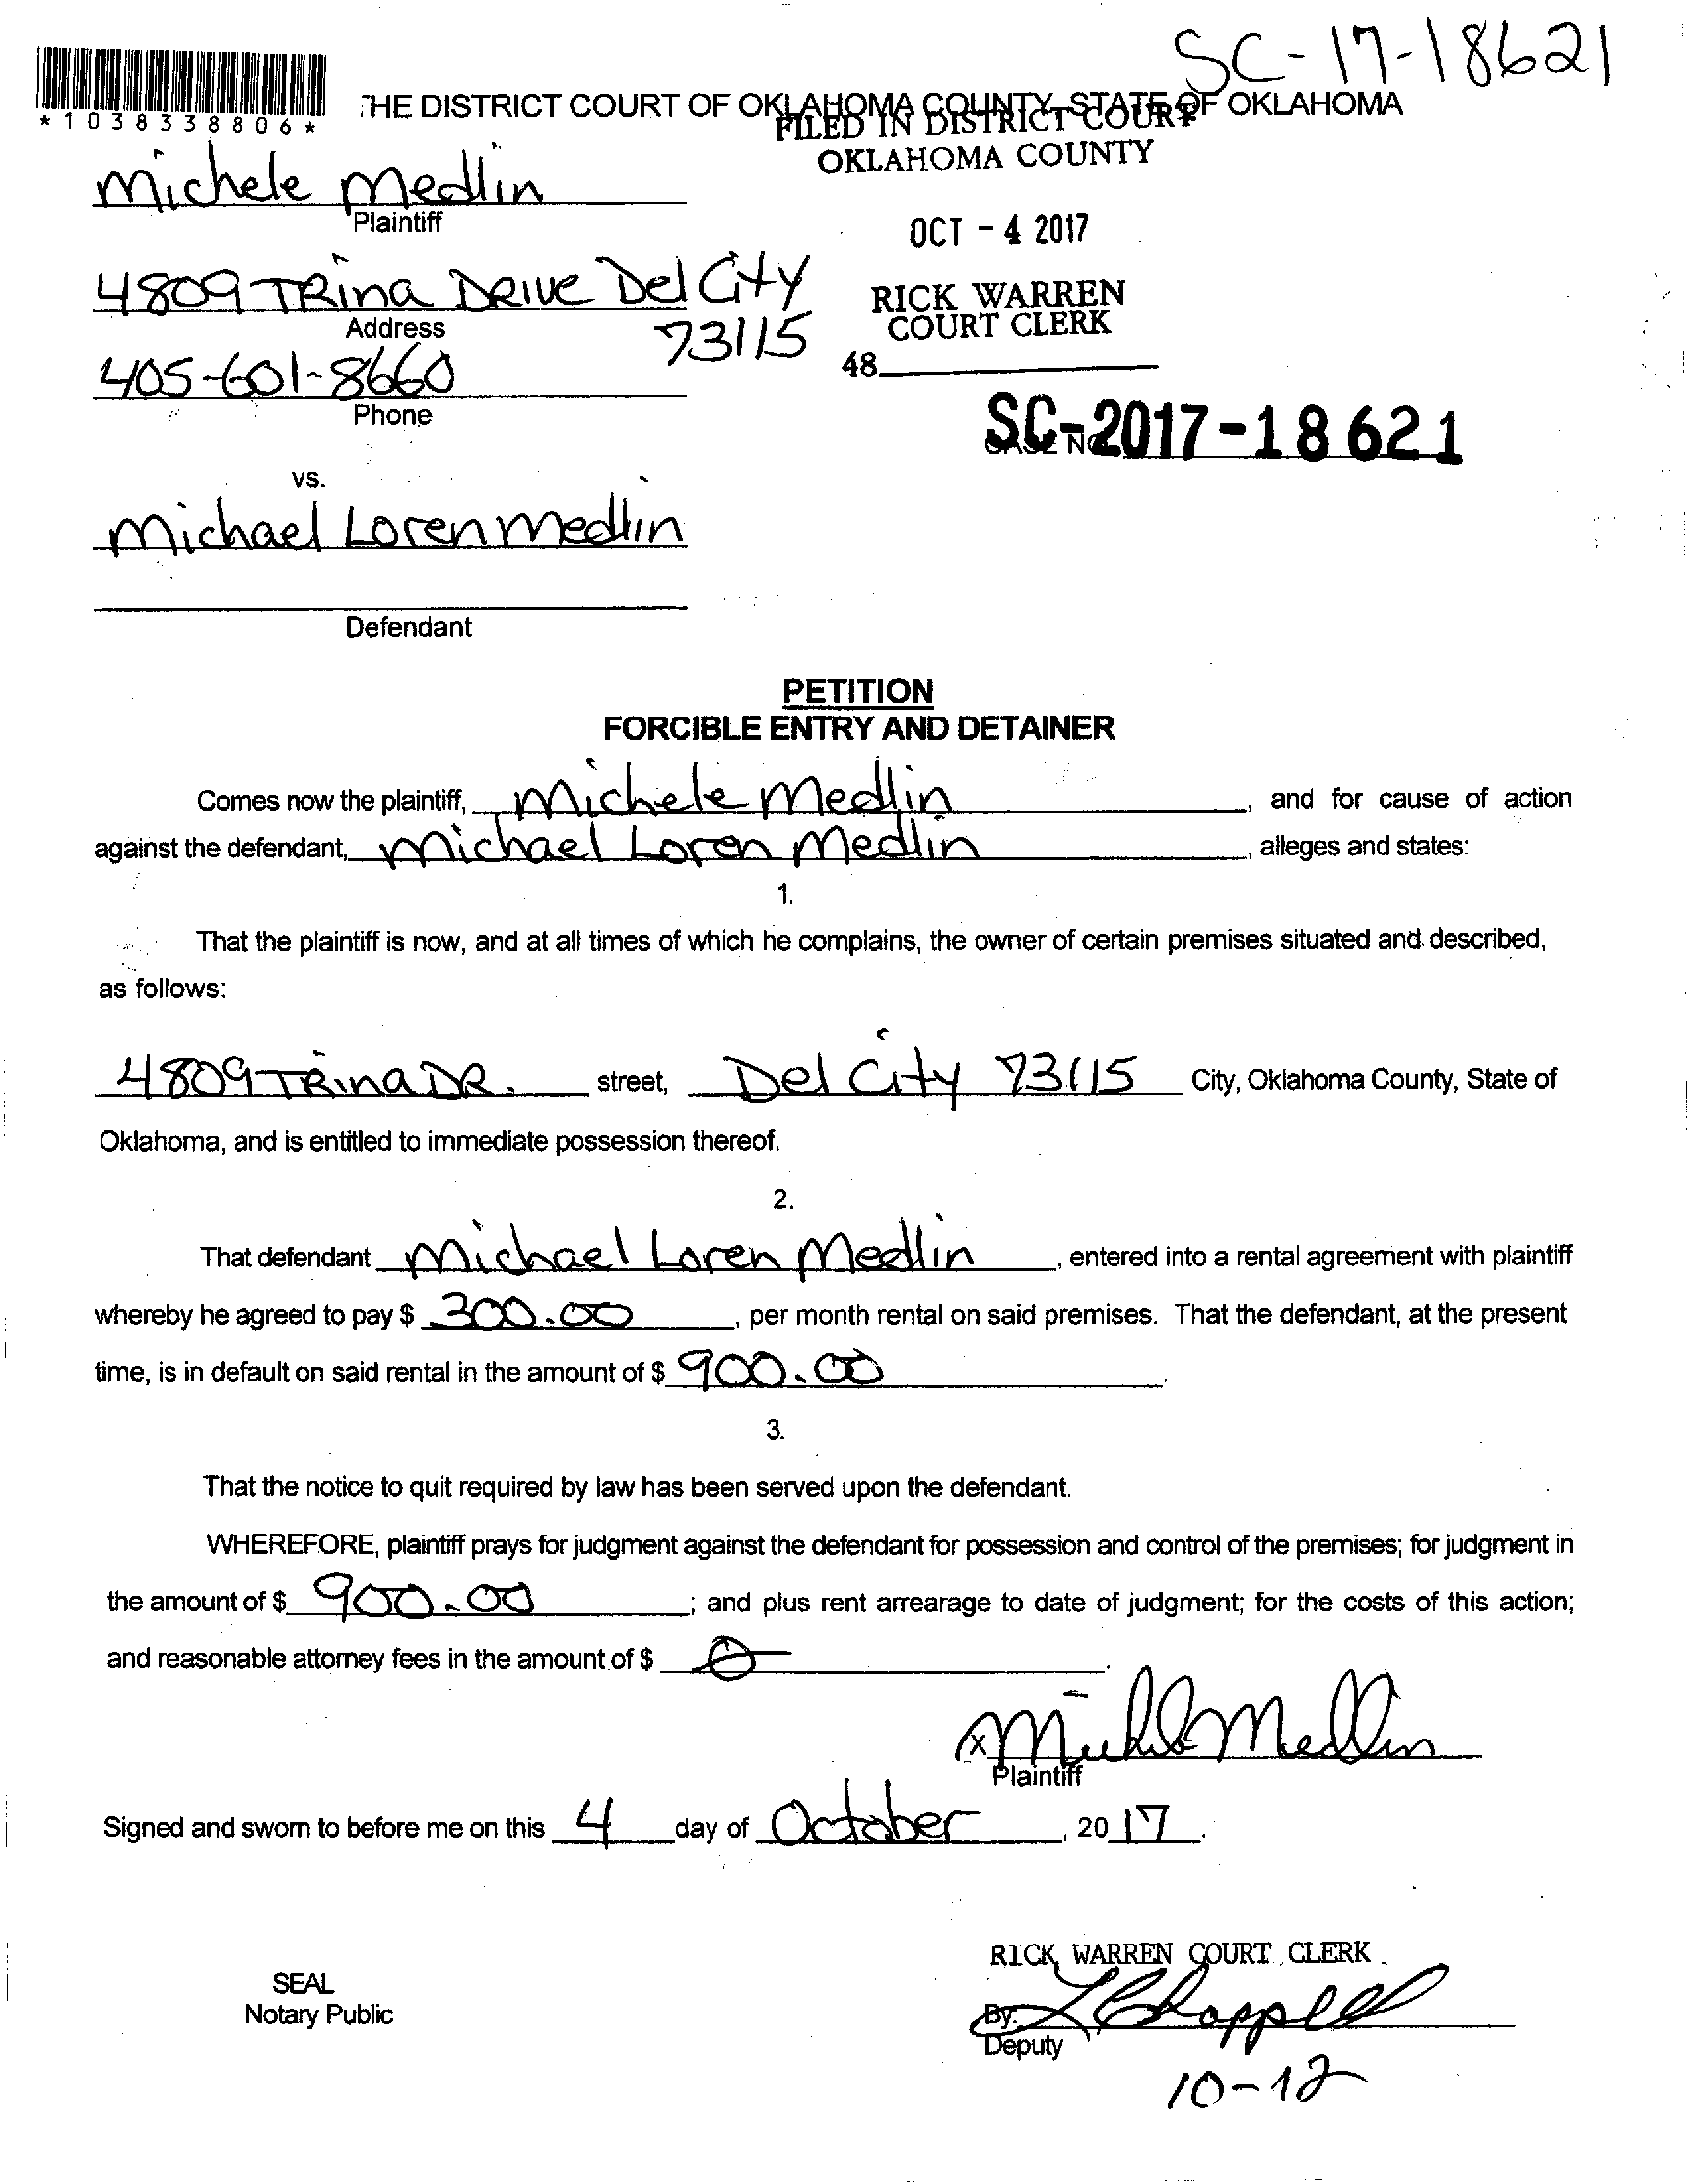 SC-17-18621
*1038338806*
THE DISTRICT COURT OF OKLAHOMA COUNTY, STATE OF OKLAHOMA
FILED IN DISTRICT COURT
OKLAHOMA COUNTY
Michele Medlin
Plaintiff
OCT - 4 2017
4809 TRina DRIVE Del City
73115
Address
RICK WARREN
COURT CLERK
405-601-8660
Phone
48
SC-2017-18621
CASE NO.
vs.
Michael Loren Medlin
Defendant
PETITION
FORCIBLE ENTRY AND DETAINER
Comes now the plaintiff, Michele Medlin, and for cause of action
against the defendant, Michael Loren Medlin, alleges and states:
1.
That the plaintiff is now, and at all times of which he complains, the owner of certain premises situated and described,
as follows:
4809 TRina DR. street, Del City 73115 City, Oklahoma County, State of
Oklahoma, and is entitled to immediate possession thereof.
2.
That defendant Michael Loren Medlin, entered into a rental agreement with plaintiff
whereby he agreed to pay $ 300.00, per month rental on said premises. That the defendant, at the present
time, is in default on said rental in the amount of $ 900.00.
3.
That the notice to quit required by law has been served upon the defendant.
WHEREFORE, plaintiff prays for judgment against the defendant for possession and control of the premises; for judgment in
the amount of $ 900.00; and plus rent arrearage to date of judgment; for the costs of this action;
and reasonable attorney fees in the amount of $ 0.
x Michele Medlin
Plaintiff
Signed and sworn to before me on this 4 day of October, 20 17.
RICK WARREN COURT CLERK
SEAL
Notary Public
By: L Chappell
Deputy
10-12